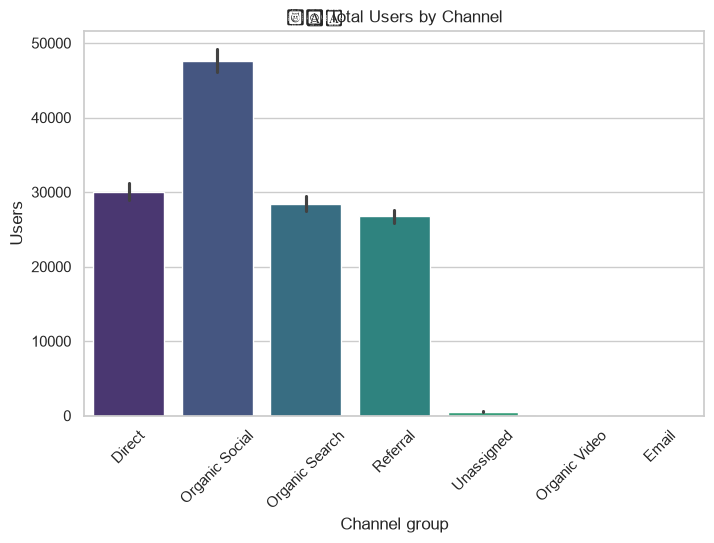 Total Users by Channel
50000
40000
30000
20000
10000
0
Users
Direct
Organic Social
Organic Search
Referral
Unassigned
Organic Video
Email
Channel group